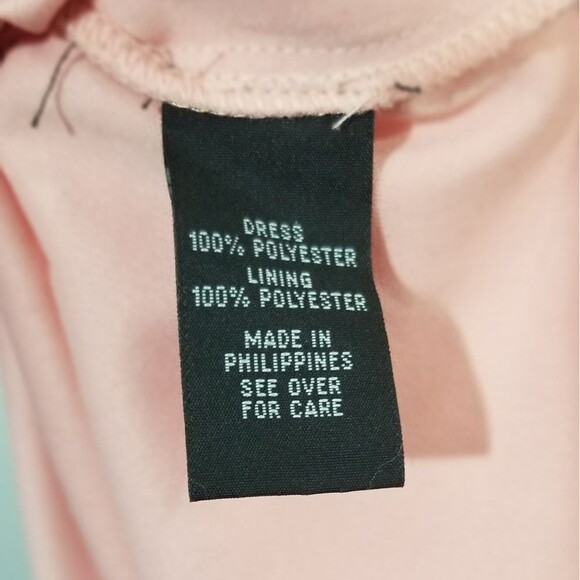 DRESS
100% POLYESTER
LINING
100% POLYESTER
MADE IN
PHILIPPINES
SEE OVER
FOR CARE